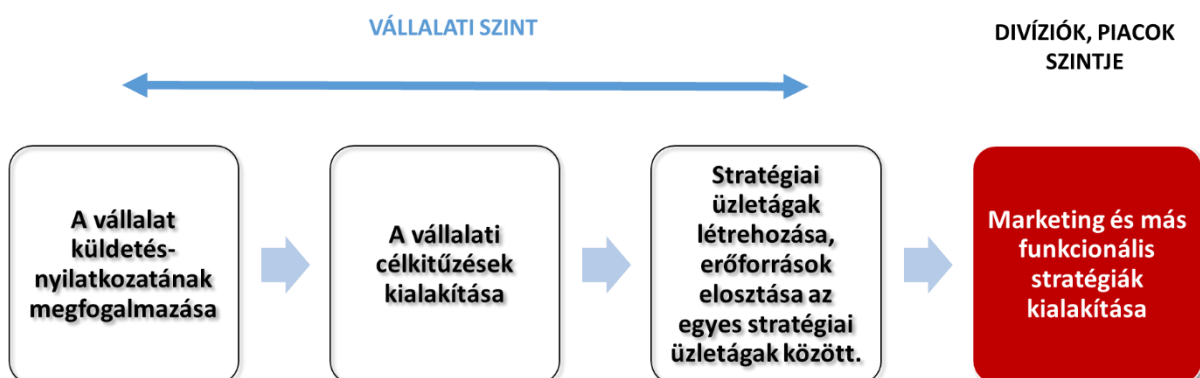 VÁLLALATI SZINT
DIVÍZIÓK, PIACOK
SZINTJE
A vállalat
küldetés-
nyilatkozatának
megfogalmazása
A vállalati
célkitűzések
kialakítása
Stratégiai
üzletágak
létrehozása,
erőforrások
elosztása az
egyes stratégiai
üzletágak között.
Marketing és más
funkcionális
stratégiák
kialakítása